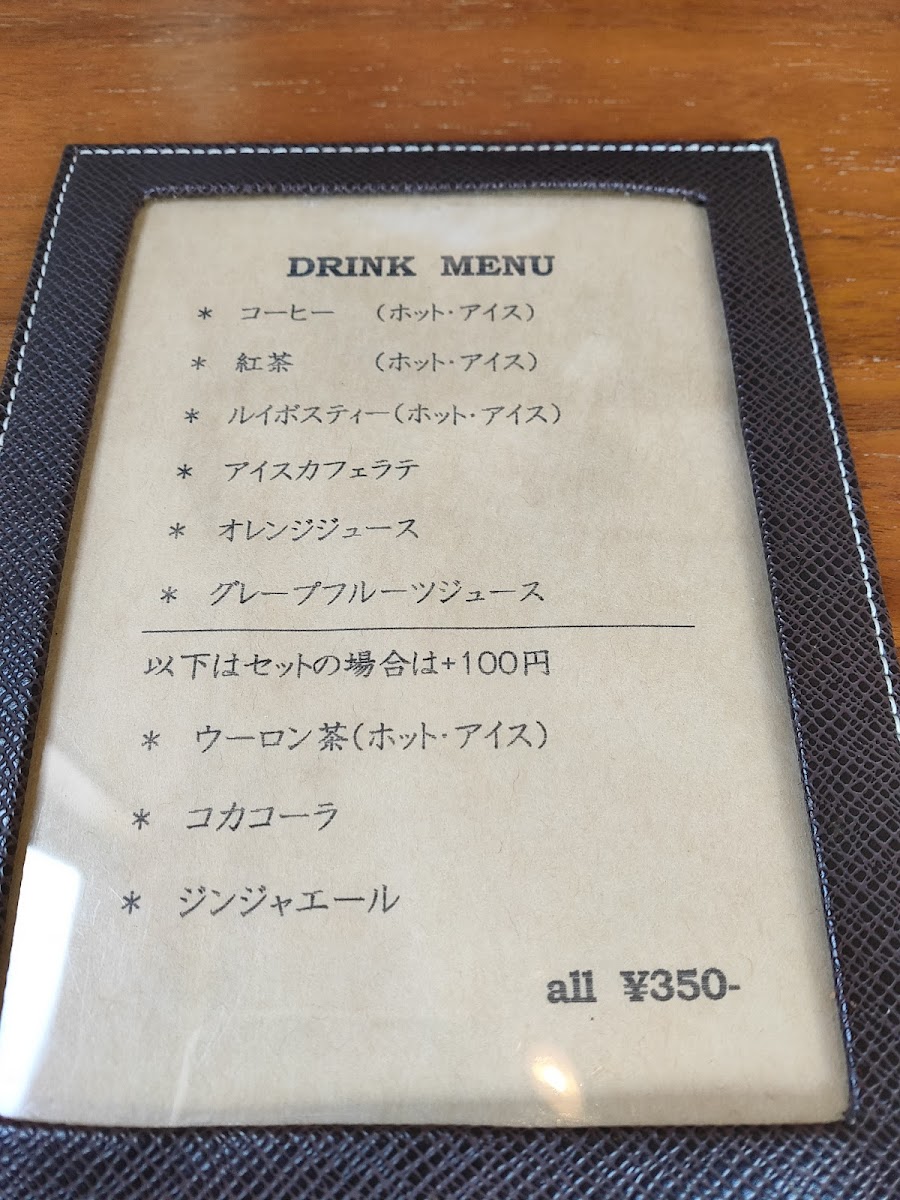 DRINK MENU
* コーヒー (ホット・アイス)
* 紅茶 (ホット・アイス)
* ルイボスティー(ホット・アイス)
* アイスカフェラテ
* オレンジジュース
* グレープフルーツジュース
以下はセットの場合は+100円
* ウーロン茶(ホット・アイス)
* コカコーラ
* ジンジャエール
all ¥350-